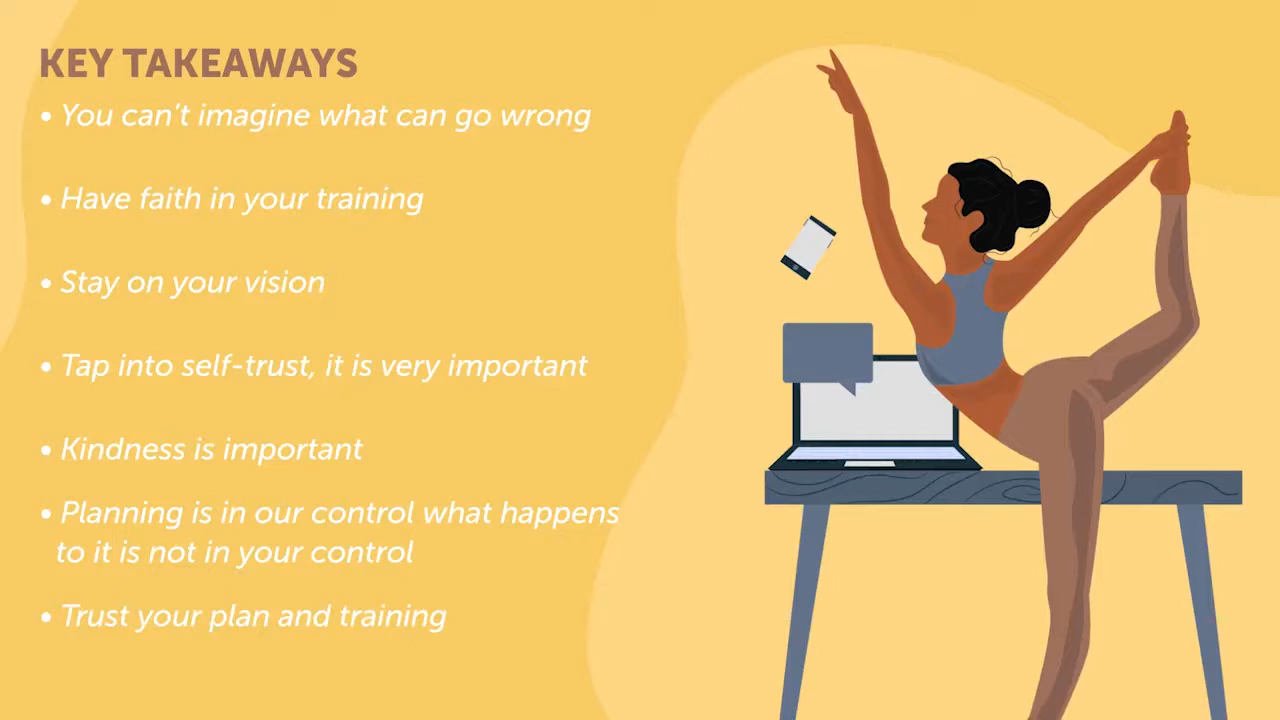 KEY TAKEAWAYS
• You can't imagine what can go wrong
• Have faith in your training
• Stay on your vision
• Tap into self-trust, it is very important
• Kindness is important
• Planning is in our control what happens
to it is not in your control
• Trust your plan and training